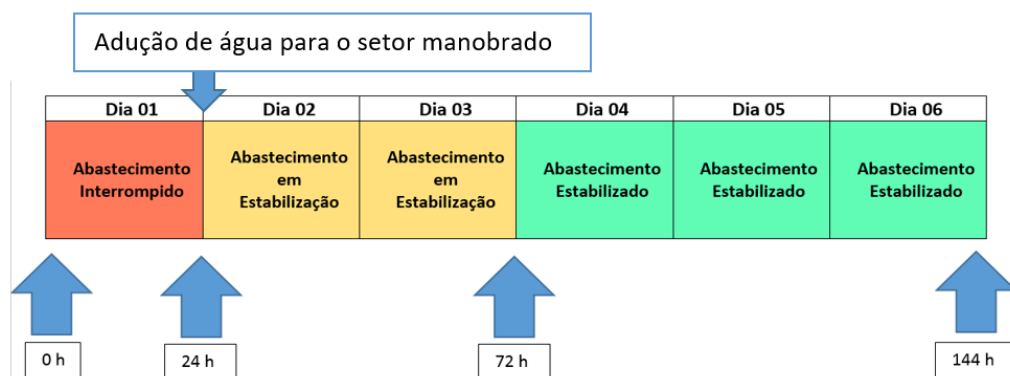 Adução de água para o setor manobrado
Dia 01 Dia 02 Dia 03 Dia 04 Dia 05 Dia 06
Abastecimento
Interrompido
Abastecimento
em
Estabilização
Abastecimento
em
Estabilização
Abastecimento
Estabilizado
Abastecimento
Estabilizado
Abastecimento
Estabilizado
0 h 24 h 72 h 144 h